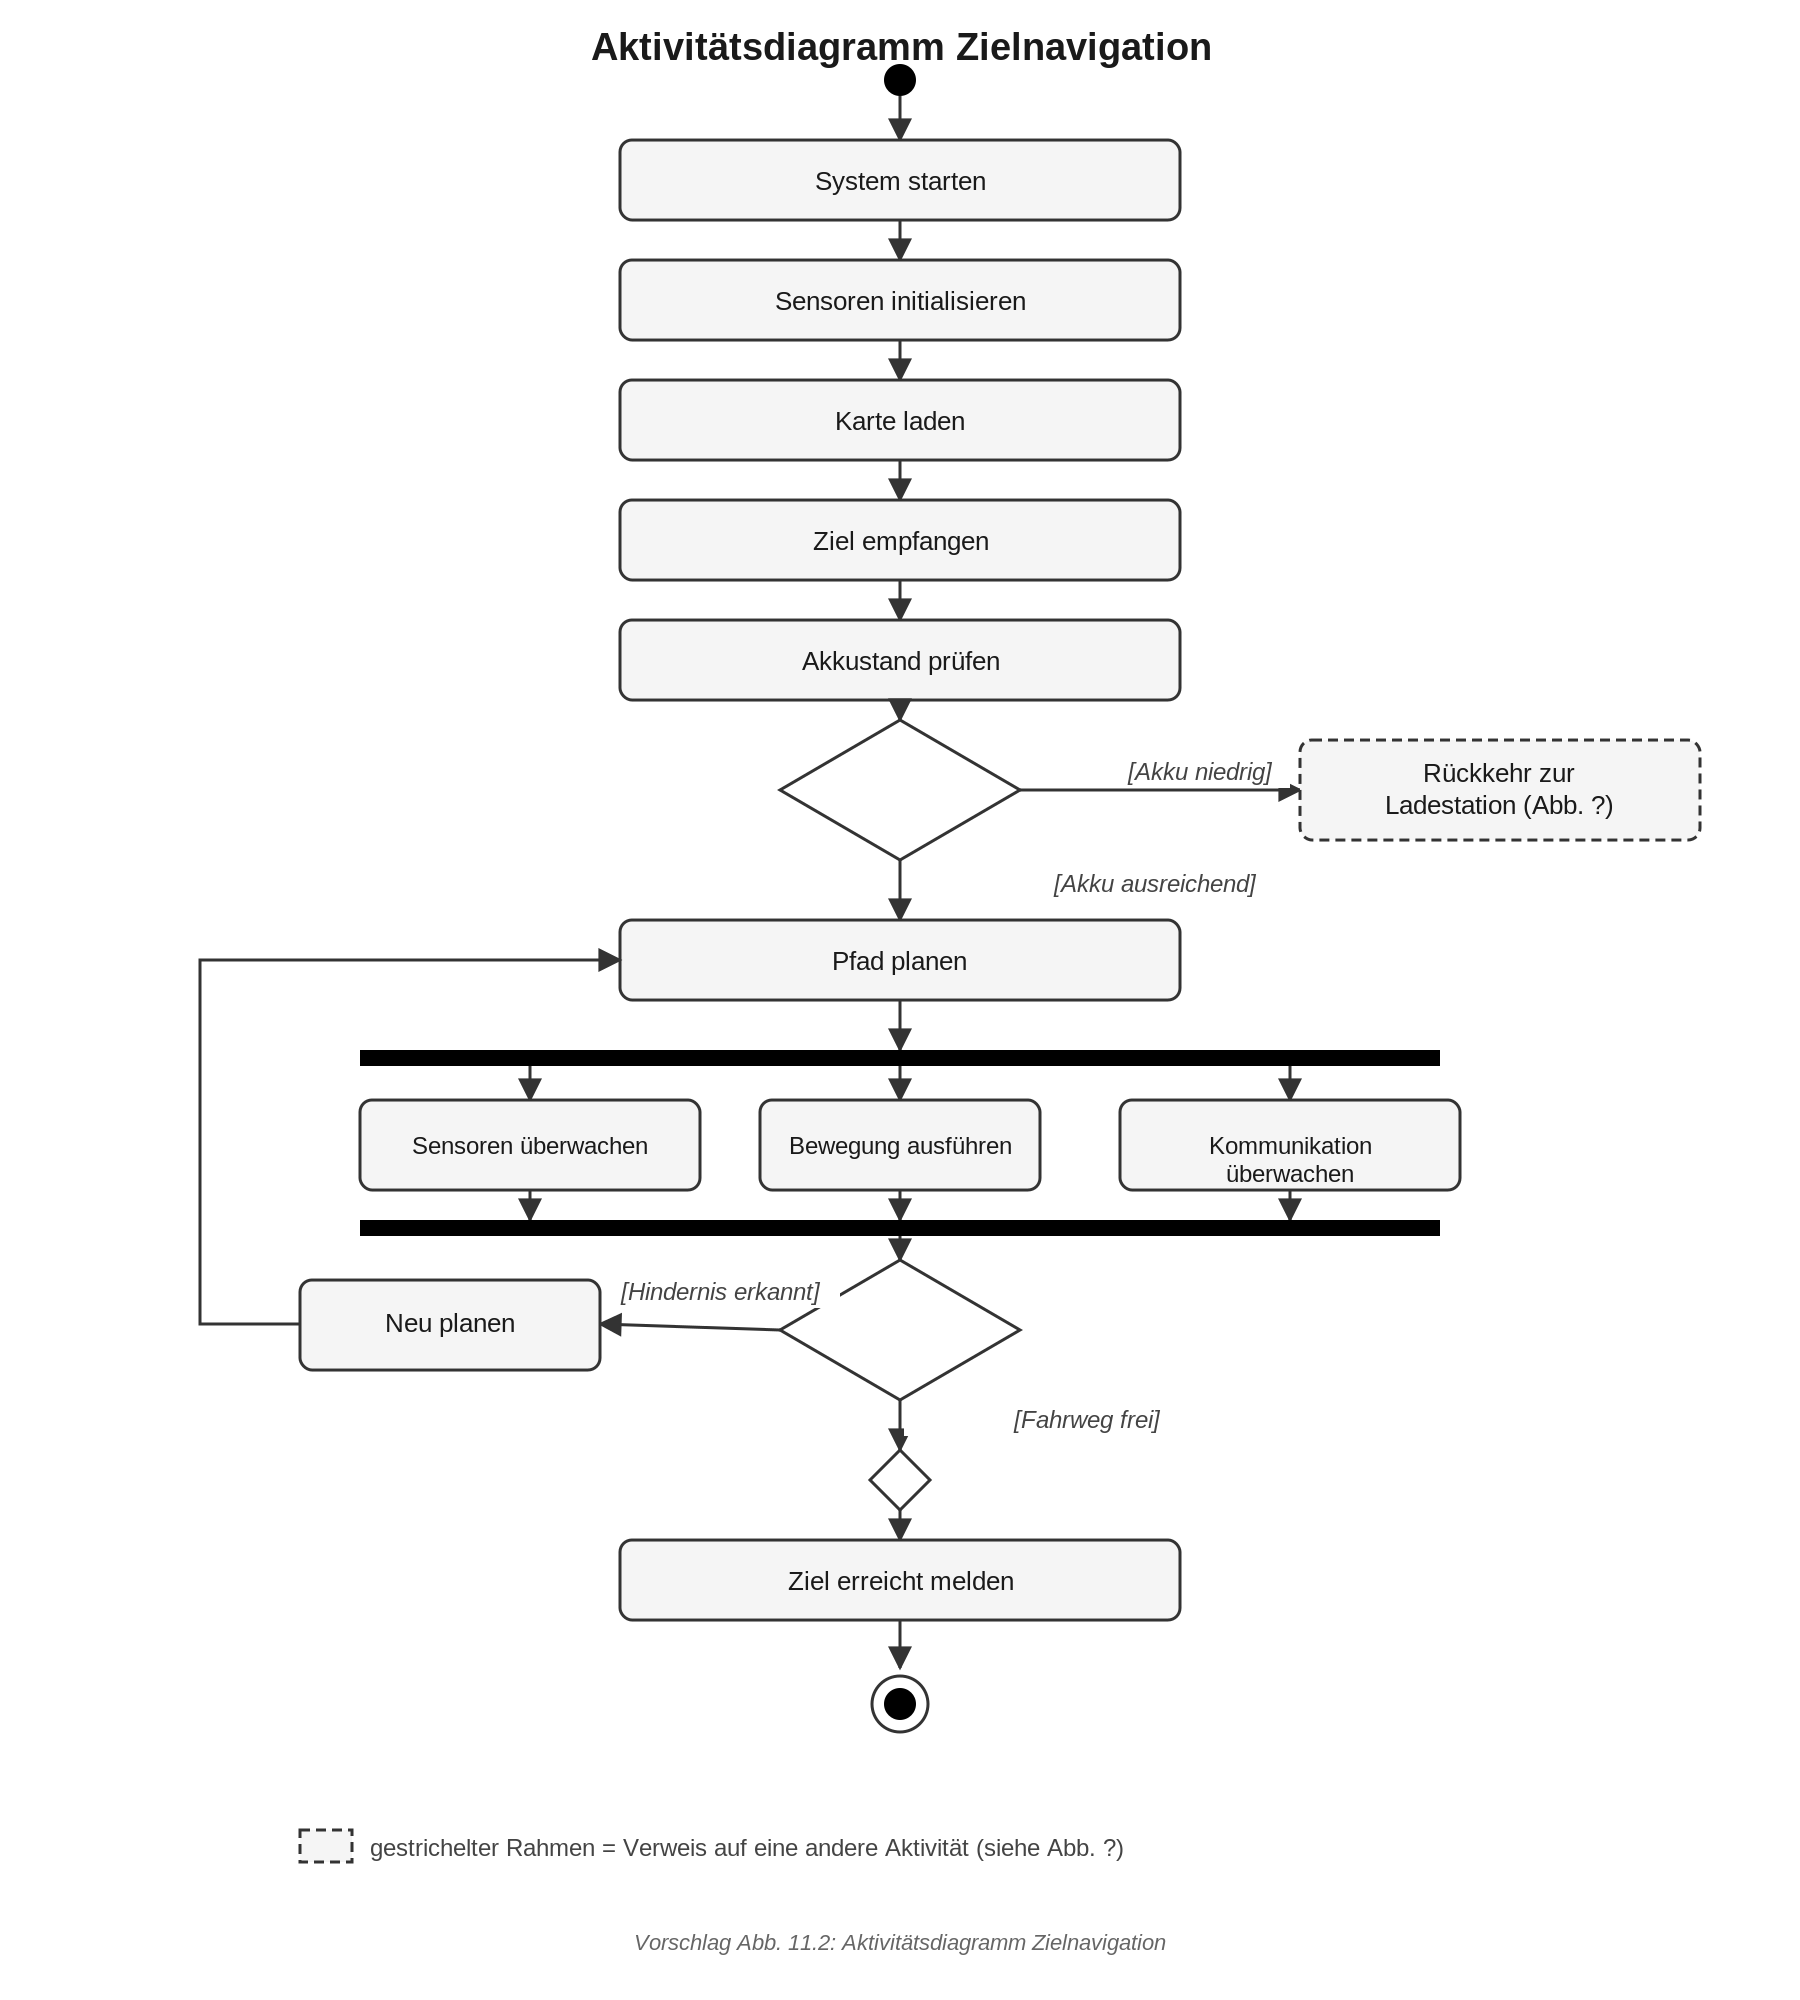 Aktivitätsdiagramm Zielnavigation
System starten
Sensoren initialisieren
Karte laden
Ziel empfangen
Akkustand prüfen
[Akku niedrig]
Rückkehr zur
Ladestation (Abb. ?)
[Akku ausreichend]
Pfad planen
Sensoren überwachen
Bewegung ausführen
Kommunikation
überwachen
[Hindernis erkannt]
Neu planen
[Fahrweg frei]
Ziel erreicht melden
gestrichelter Rahmen = Verweis auf eine andere Aktivität (siehe Abb. ?)
Vorschlag Abb. 11.2: Aktivitätsdiagramm Zielnavigation